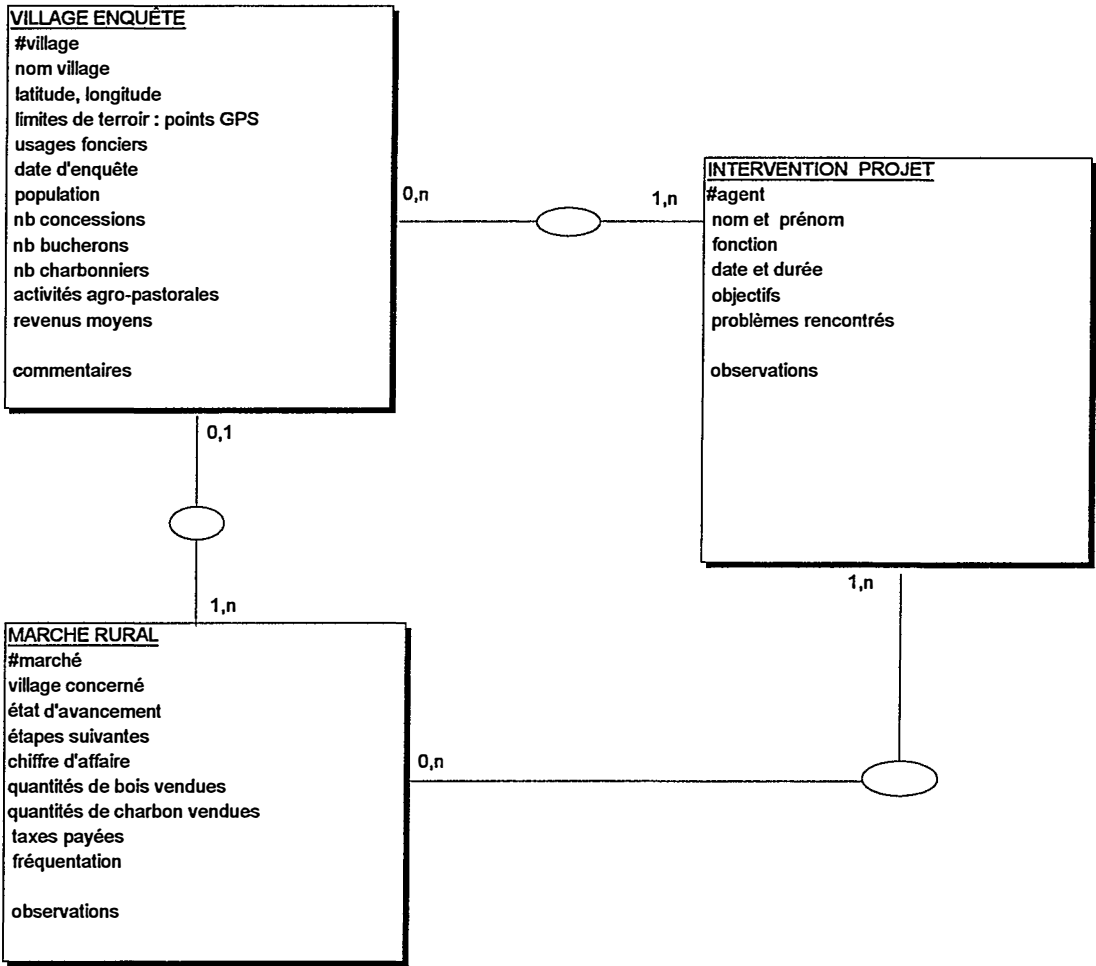 VILLAGE ENQUÊTE
#village
nom village
latitude, longitude
limites de terroir : points GPS
usages fonciers
date d'enquête
population
nb concessions
nb bucherons
nb charbonniers
activités agro-pastorales
revenus moyens
commentaires
0,n
1,n
INTERVENTION PROJET
#agent
nom et prénom
fonction
date et durée
objectifs
problèmes rencontrés
observations
0,1
1,n
1,n
MARCHE RURAL
#marché
village concerné
état d'avancement
étapes suivantes
chiffre d'affaire
quantités de bois vendues
quantités de charbon vendues
taxes payées
fréquentation
observations
0,n